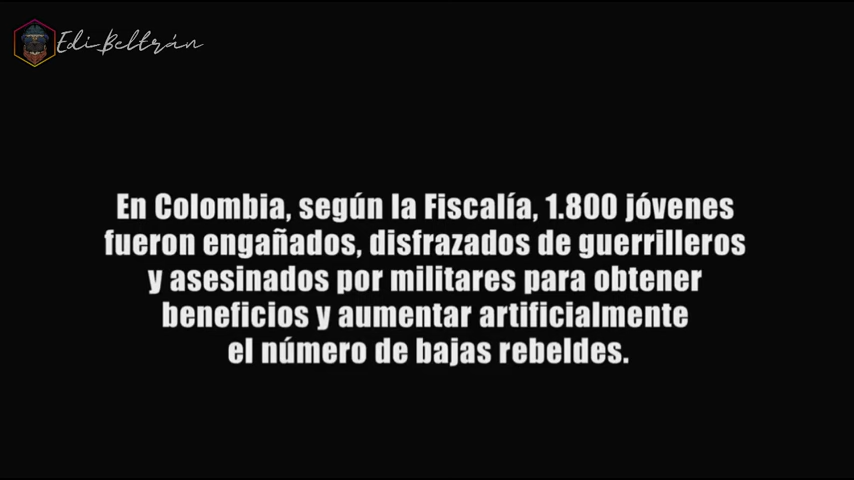 Edi Beltrán
En Colombia, según la Fiscalía, 1.800 jóvenes
fueron engañados, disfrazados de guerrilleros
y asesinados por militares para obtener
beneficios y aumentar artificialmente
el número de bajas rebeldes.